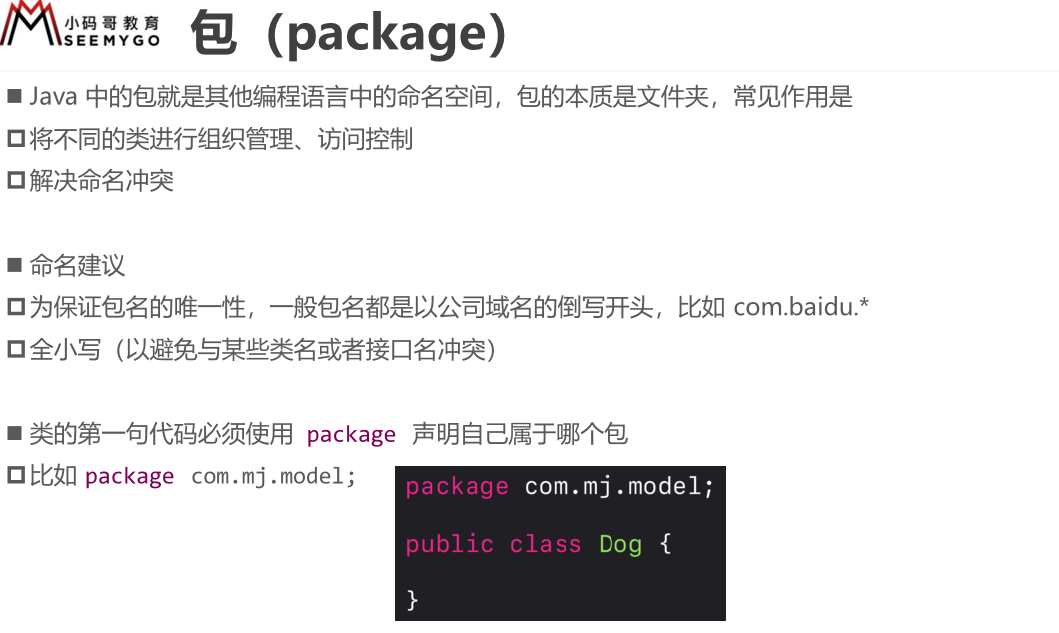 小码哥教育
SEEMYGO
包（package）
Java 中的包就是其他编程语言中的命名空间，包的本质是文件夹，常见作用是
将不同的类进行组织管理、访问控制
解决命名冲突
命名建议
为保证包名的唯一性，一般包名都是以公司域名的倒写开头，比如 com.baidu.*
全小写（以避免与某些类名或者接口名冲突）
类的第一句代码必须使用 package 声明自己属于哪个包
比如 package com.mj.model;
package com.mj.model;
public class Dog {
}